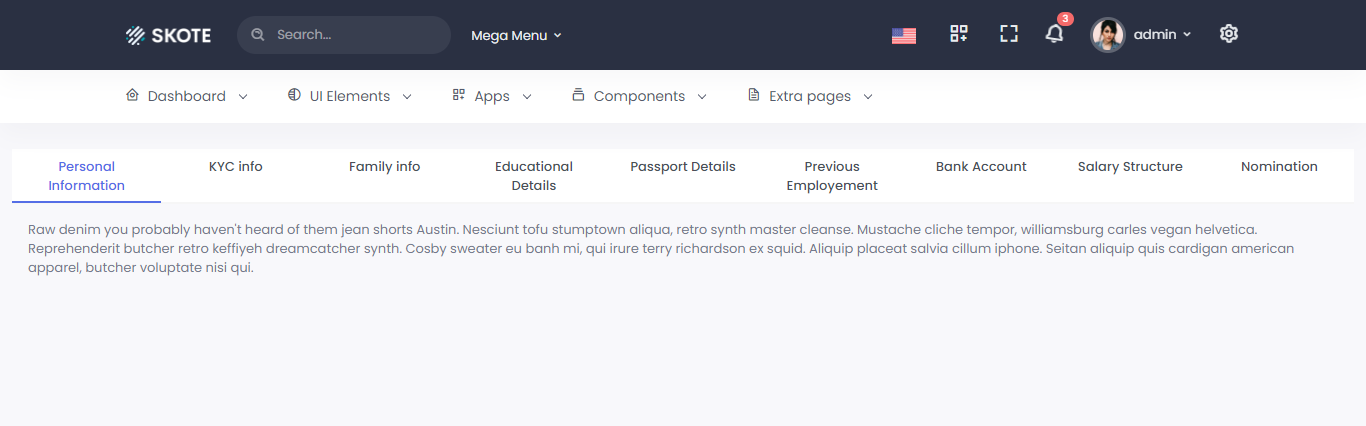 SKOTE Search... Mega Menu 3 admin
Dashboard UI Elements Apps Components Extra pages
Personal Information KYC info Family info Educational Details Passport Details Previous Employement Bank Account Salary Structure Nomination
Raw denim you probably haven't heard of them jean shorts Austin. Nesciunt tofu stumptown aliqua, retro synth master cleanse. Mustache cliche tempor, williamsburg carles vegan helvetica.
Reprehenderit butcher retro keffiyeh dreamcatcher synth. Cosby sweater eu banh mi, qui irure terry richardson ex squid. Aliquip placeat salvia cillum iphone. Seitan aliquip quis cardigan american
apparel, butcher voluptate nisi qui.